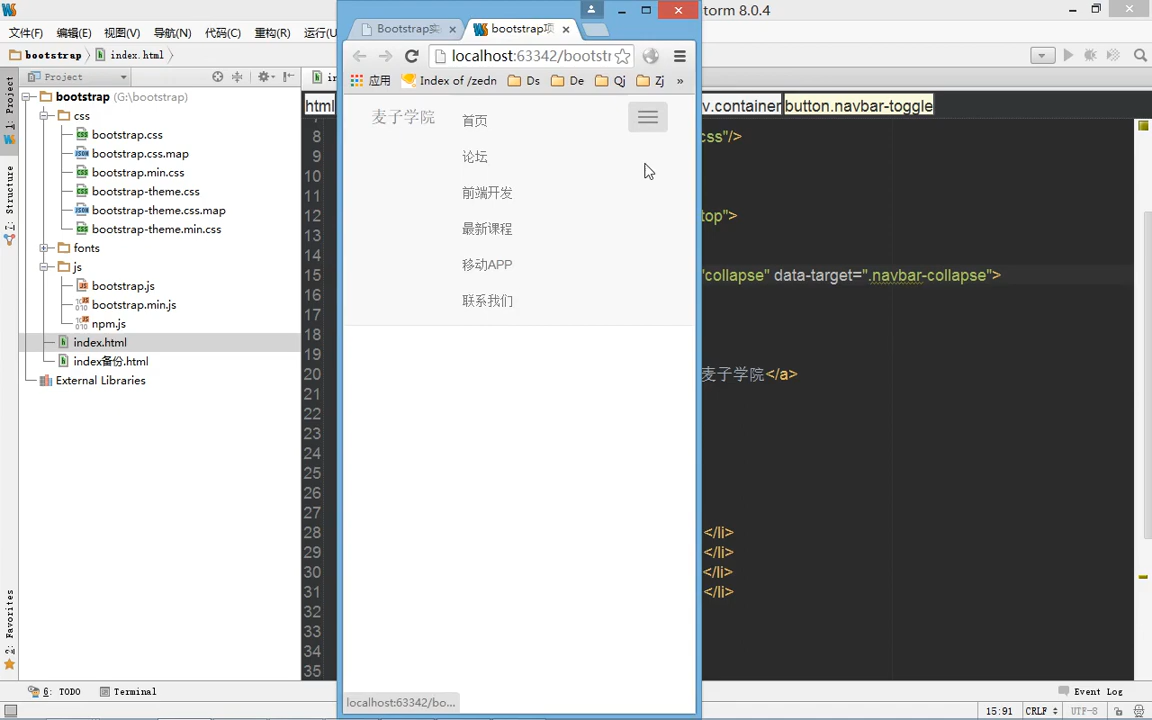 torm 8.0.4
文件(F) 编辑(E) 视图(V) 导航(N) 代码(C) 重构(R) 运行(U
bootstrap index.html
Project
bootstrap (G:\bootstrap)
css
bootstrap.css
bootstrap.css.map
bootstrap.min.css
bootstrap-theme.css
bootstrap-theme.css.map
bootstrap-theme.min.css
fonts
js
bootstrap.js
bootstrap.min.js
npm.js
index.html
index备份.html
External Libraries
1: Project
7: Structure
2: Favorites
Bootstrap实
bootstrap项
localhost:63342/bootstr
应用 Index of /zedn Ds De Qj Zj »
麦子学院
首页
论坛
前端开发
最新课程
移动APP
联系我们
localhost:63342/bo...
html
v.container button.navbar-toggle
8 css"/>
9
10
11
12 top">
13
14
15 "collapse" data-target=".navbar-collapse">
16
17
18
19
20 麦子学院</a>
21
22
23
24
25
26
27
28 </li>
29 </li>
30 </li>
31 </li>
32
33
34
35
6: TODO Terminal Event Log
15:91 CRLF UTF-8